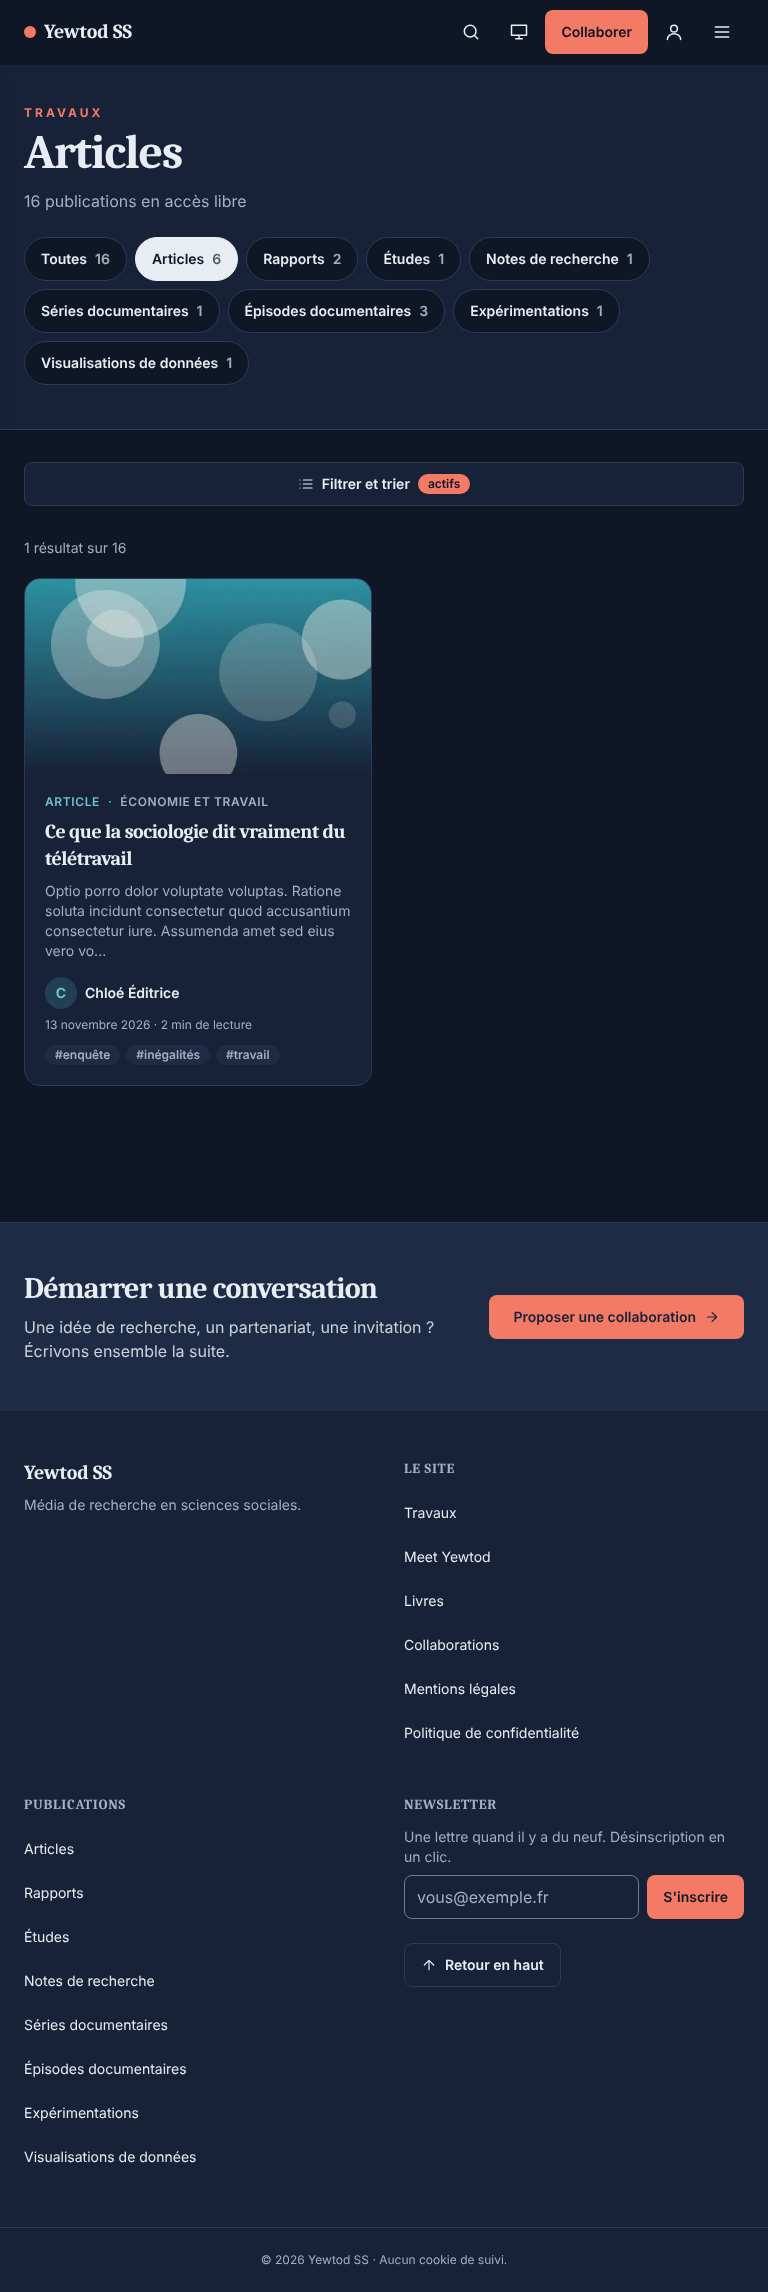 Yewtod SS
Collaborer
TRAVAUX
Articles
16 publications en accès libre
Toutes 16
Articles 6
Rapports 2
Études 1
Notes de recherche 1
Séries documentaires 1
Épisodes documentaires 3
Expérimentations 1
Visualisations de données 1
Filtrer et trier actifs
1 résultat sur 16
ARTICLE · ÉCONOMIE ET TRAVAIL
Ce que la sociologie dit vraiment du
télétravail
Optio porro dolor voluptate voluptas. Ratione
soluta incidunt consectetur quod accusantium
consectetur iure. Assumenda amet sed eius
vero vo…
C Chloé Éditrice
13 novembre 2026 · 2 min de lecture
#enquête #inégalités #travail
Démarrer une conversation
Une idée de recherche, un partenariat, une invitation ?
Écrivons ensemble la suite.
Proposer une collaboration
Yewtod SS
Média de recherche en sciences sociales.
LE SITE
Travaux
Meet Yewtod
Livres
Collaborations
Mentions légales
Politique de confidentialité
PUBLICATIONS
Articles
Rapports
Études
Notes de recherche
Séries documentaires
Épisodes documentaires
Expérimentations
Visualisations de données
NEWSLETTER
Une lettre quand il y a du neuf. Désinscription en
un clic.
vous@exemple.fr
S'inscrire
Retour en haut
© 2026 Yewtod SS · Aucun cookie de suivi.